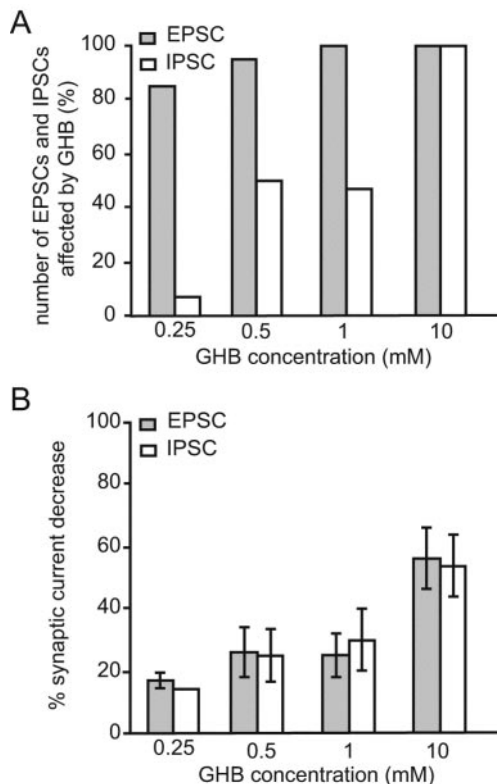 A
EPSC
IPSC
number of EPSCs and IPSCs
affected by GHB (%)
100
80
60
40
20
0
0.25 0.5 1 10
GHB concentration (mM)
B
EPSC
IPSC
% synaptic current decrease
100
80
60
40
20
0
0.25 0.5 1 10
GHB concentration (mM)